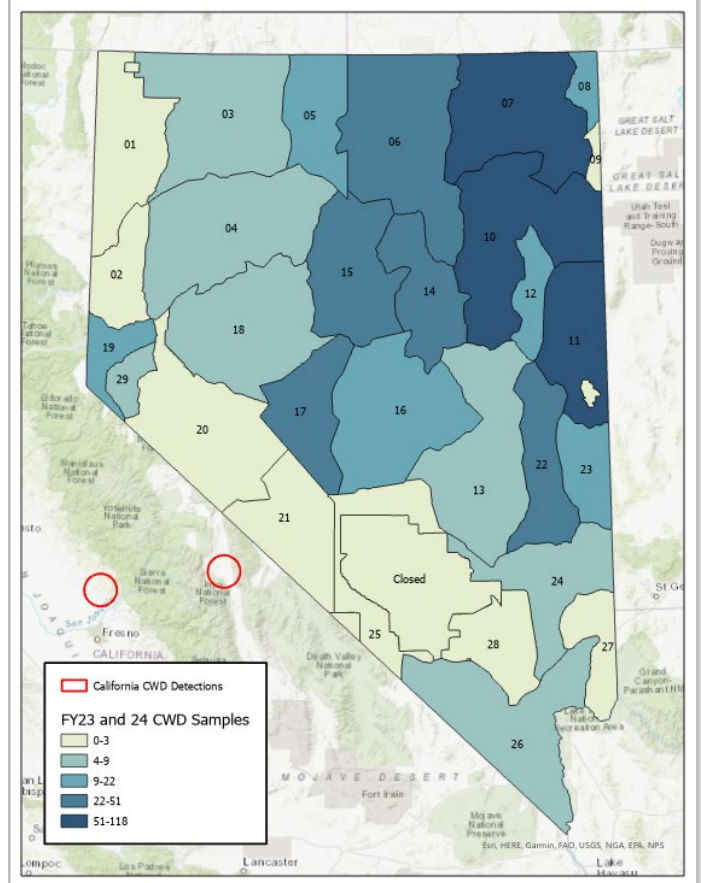 National
Forest
03
05
08
06
07
GREAT SALT
LAKE DESERT
01
09
GREAT SALT
LAKE DESERT
Utah Test
and Training
Range-South
04
10
Dugway
Proving
Ground
Plumas
National
Forest
02
15
14
12
Tahoe
National
Forest
18
19
11
29
Eldorado
National
Forest
17
16
20
Stanislaus
National
Forest
22
23
13
Yosemite
National
Park
21
Sierra
National
Forest
National
Forest
Closed
24
St Ge
San Joaq
Fresno
CALIFORNIA
25
28
27
Death Valley
National
Park
Grand
Canyon-
Parashant NM
26
National
Recreation Area
California CWD Detections
FY23 and 24 CWD Samples
0-3
4-9
9-22
22-51
51-118
MOJAVE DESERT
Fort Irwin
Mojave
National
Preserve
Esri, HERE, Garmin, FAO, USGS, NGA, EPA, NPS
ompoc
Los Padres
National
Lancaster
Lake
Havasu